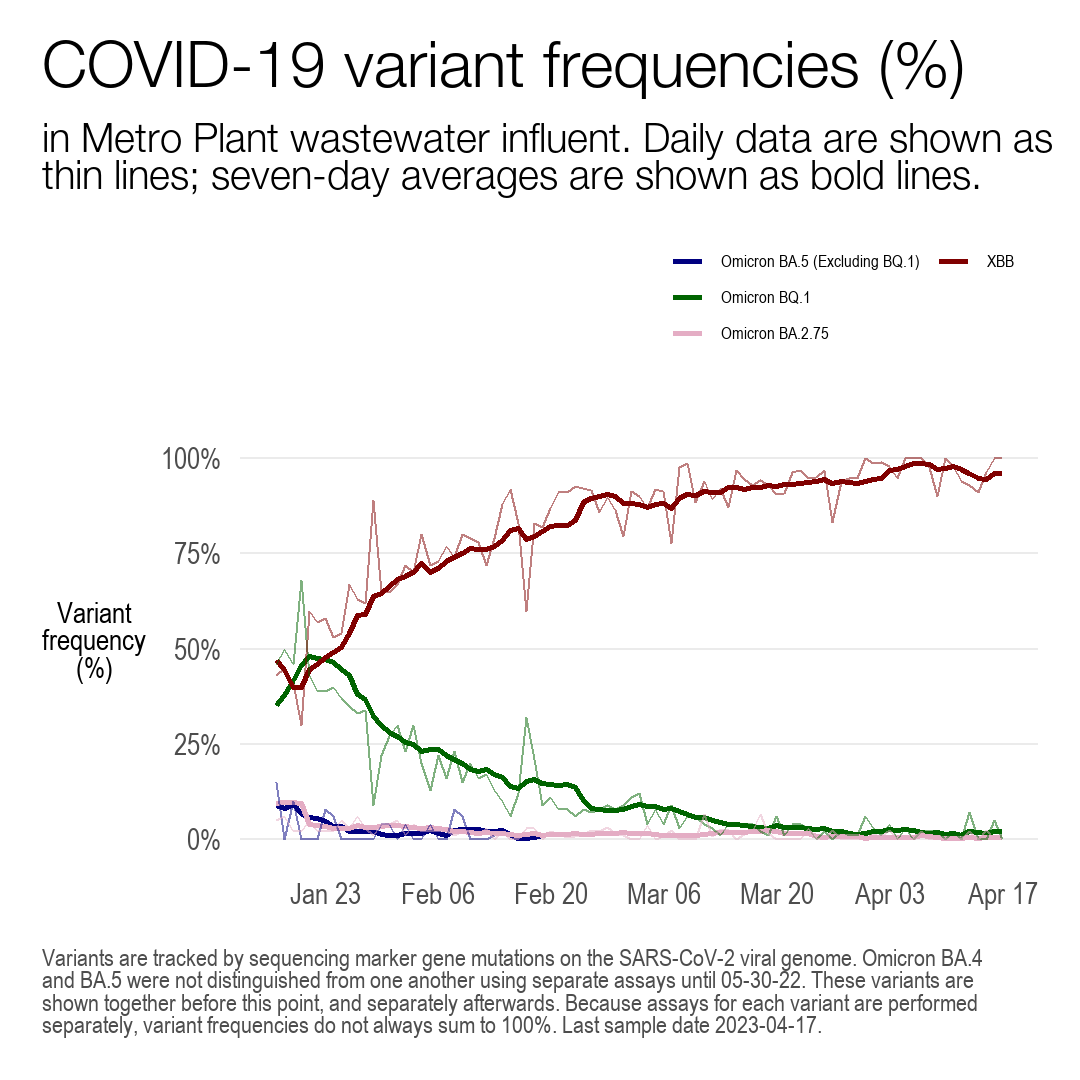 COVID-19 variant frequencies (%)
in Metro Plant wastewater influent. Daily data are shown as
thin lines; seven-day averages are shown as bold lines.
Omicron BA.5 (Excluding BQ.1)
XBB
Omicron BQ.1
Omicron BA.2.75
100%
75%
50%
25%
0%
Variant
frequency
(%)
Jan 23
Feb 06
Feb 20
Mar 06
Mar 20
Apr 03
Apr 17
Variants are tracked by sequencing marker gene mutations on the SARS-CoV-2 viral genome. Omicron BA.4
and BA.5 were not distinguished from one another using separate assays until 05-30-22. These variants are
shown together before this point, and separately afterwards. Because assays for each variant are performed
separately, variant frequencies do not always sum to 100%. Last sample date 2023-04-17.